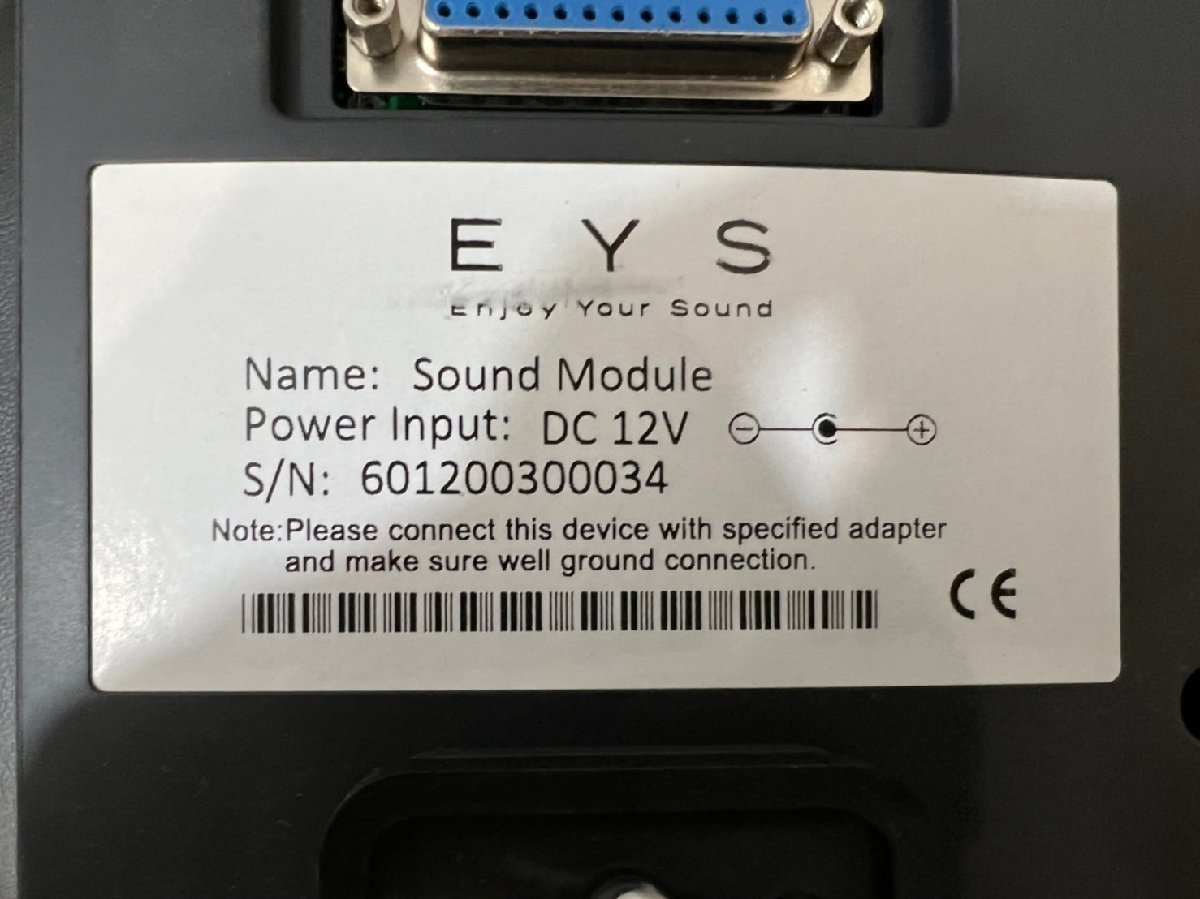 E Y S
Enjoy Your Sound
Name: Sound Module
Power Input: DC 12V
S/N: 601200300034
Note:Please connect this device with specified adapter
and make sure well ground connection.
CE